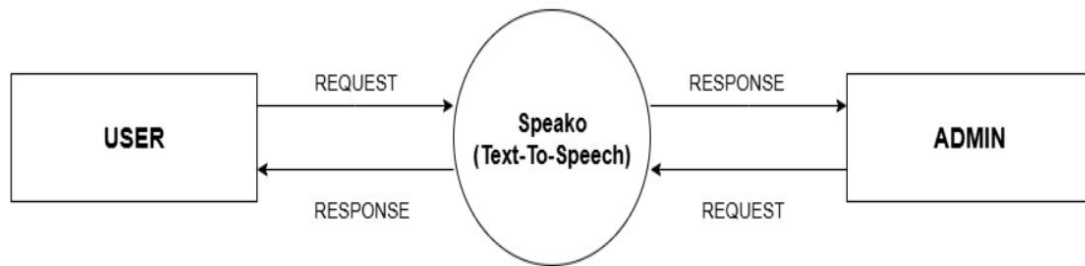 REQUEST
RESPONSE
USER
Speako
(Text-To-Speech)
ADMIN
RESPONSE
REQUEST